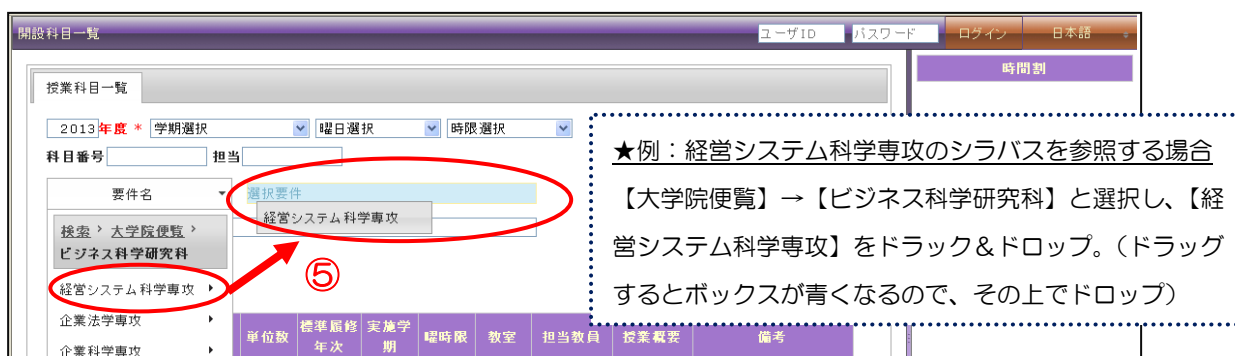 開設科目一覧
ユーザID
パスワード
ログイン
日本語
時間割
授業科目一覧
2013年度 * 学期選択 曜日選択 時限選択
科目番号 担当
要件名
選択要件
経営システム科学専攻
検索 › 大学院便覧 ›
ビジネス科学研究科
経営システム科学専攻
企業法学専攻
企業科学専攻
⑤
単位数 標準履修年次 実施学期 曜時限 教室 担当教員 授業概要 備考
★例：経営システム科学専攻のシラバスを参照する場合
【大学院便覧】→【ビジネス科学研究科】と選択し、【経
営システム科学専攻】をドラック＆ドロップ。（ドラッグ
するとボックスが青くなるので、その上でドロップ）